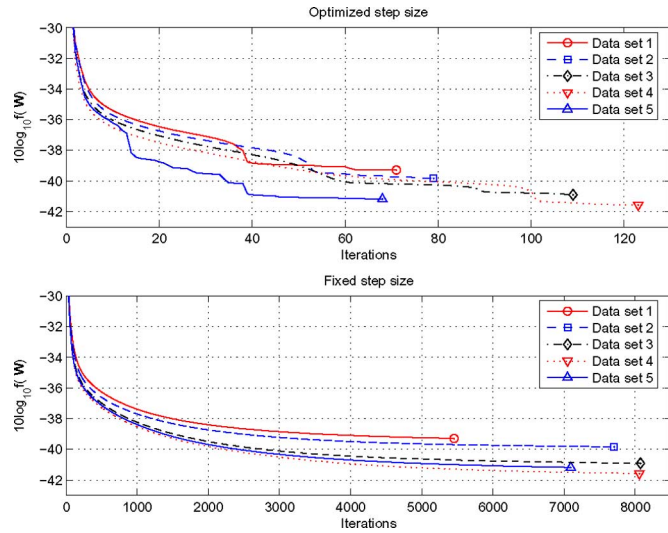 Optimized step size
10log10f(W)
-30
-32
-34
-36
-38
-40
-42
0
20
40
60
80
100
120
Iterations
Data set 1
Data set 2
Data set 3
Data set 4
Data set 5
Fixed step size
10log10f(W)
-30
-32
-34
-36
-38
-40
-42
0
1000
2000
3000
4000
5000
6000
7000
8000
Iterations
Data set 1
Data set 2
Data set 3
Data set 4
Data set 5